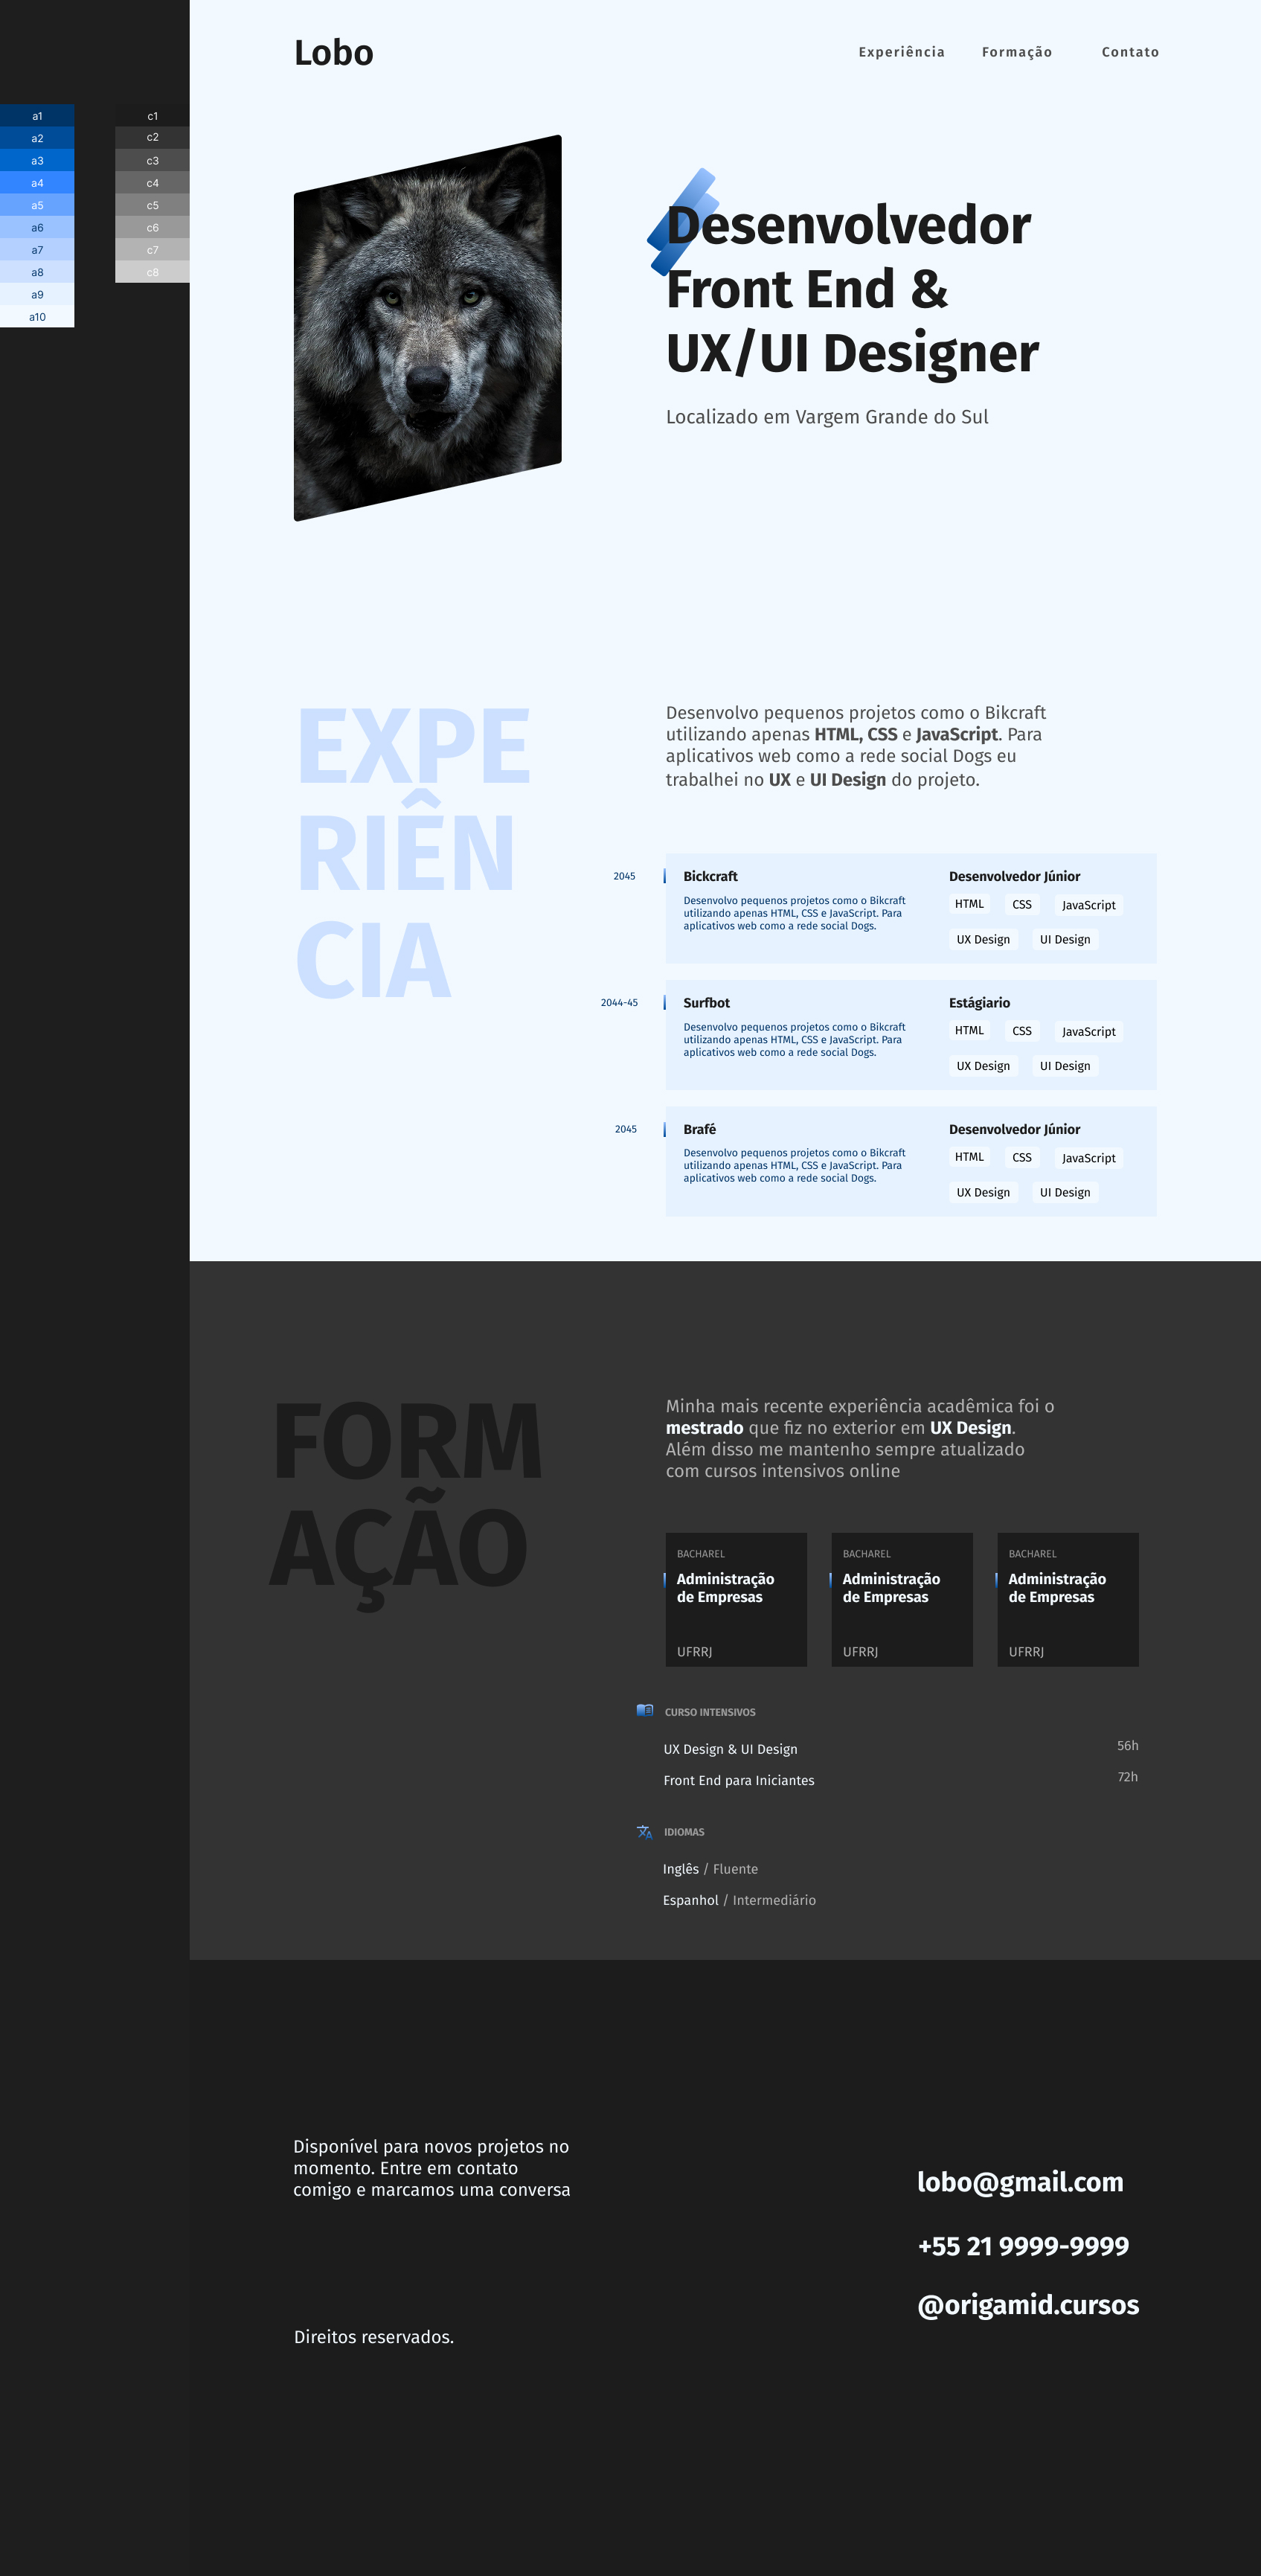 Lobo
Experiência
Formação
Contato
a1
a2
a3
a4
a5
a6
a7
a8
a9
a10
c1
c2
c3
c4
c5
c6
c7
c8
Desenvolvedor
Front End &
UX/UI Designer
Localizado em Vargem Grande do Sul
EXPE
RIÊN
CIA
Desenvolvo pequenos projetos como o Bikcraft
utilizando apenas HTML, CSS e JavaScript. Para
aplicativos web como a rede social Dogs eu
trabalhei no UX e UI Design do projeto.
2045
Bickcraft
Desenvolvo pequenos projetos como o Bikcraft
utilizando apenas HTML, CSS e JavaScript. Para
aplicativos web como a rede social Dogs.
Desenvolvedor Júnior
HTML
CSS
JavaScript
UX Design
UI Design
2044-45
Surfbot
Desenvolvo pequenos projetos como o Bikcraft
utilizando apenas HTML, CSS e JavaScript. Para
aplicativos web como a rede social Dogs.
Estágiario
HTML
CSS
JavaScript
UX Design
UI Design
2045
Brafé
Desenvolvo pequenos projetos como o Bikcraft
utilizando apenas HTML, CSS e JavaScript. Para
aplicativos web como a rede social Dogs.
Desenvolvedor Júnior
HTML
CSS
JavaScript
UX Design
UI Design
FORM
AÇÃO
Minha mais recente experiência acadêmica foi o
mestrado que fiz no exterior em UX Design.
Além disso me mantenho sempre atualizado
com cursos intensivos online
BACHAREL
Administração
de Empresas
UFRRJ
BACHAREL
Administração
de Empresas
UFRRJ
BACHAREL
Administração
de Empresas
UFRRJ
CURSO INTENSIVOS
UX Design & UI Design
56h
Front End para Iniciantes
72h
IDIOMAS
Inglês / Fluente
Espanhol / Intermediário
Disponível para novos projetos no
momento. Entre em contato
comigo e marcamos uma conversa
lobo@gmail.com
+55 21 9999-9999
@origamid.cursos
Direitos reservados.